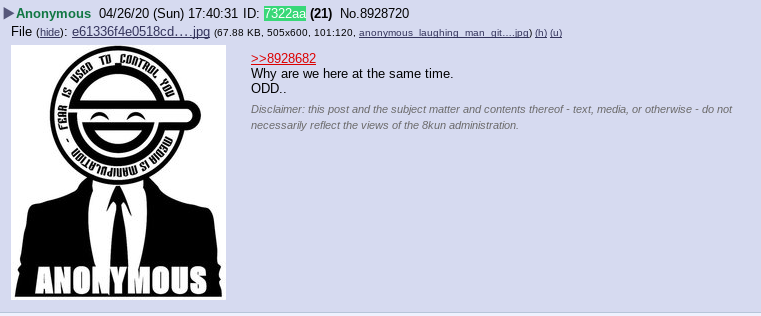 Anonymous 04/26/20 (Sun) 17:40:31 ID: 7322aa (21) No.8928720
File (hide): e61336f4e0518cd….jpg (67.88 KB, 505x600, 101:120, anonymous_laughing_man_git….jpg) (h) (u)
>>8928682
Why are we here at the same time.
ODD..
Disclaimer: this post and the subject matter and contents thereof - text, media, or otherwise - do not
necessarily reflect the views of the 8kun administration.
FEAR IS USED TO CONTROL YOU
MEDIA IS MANIPULATION -
ANONYMOUS